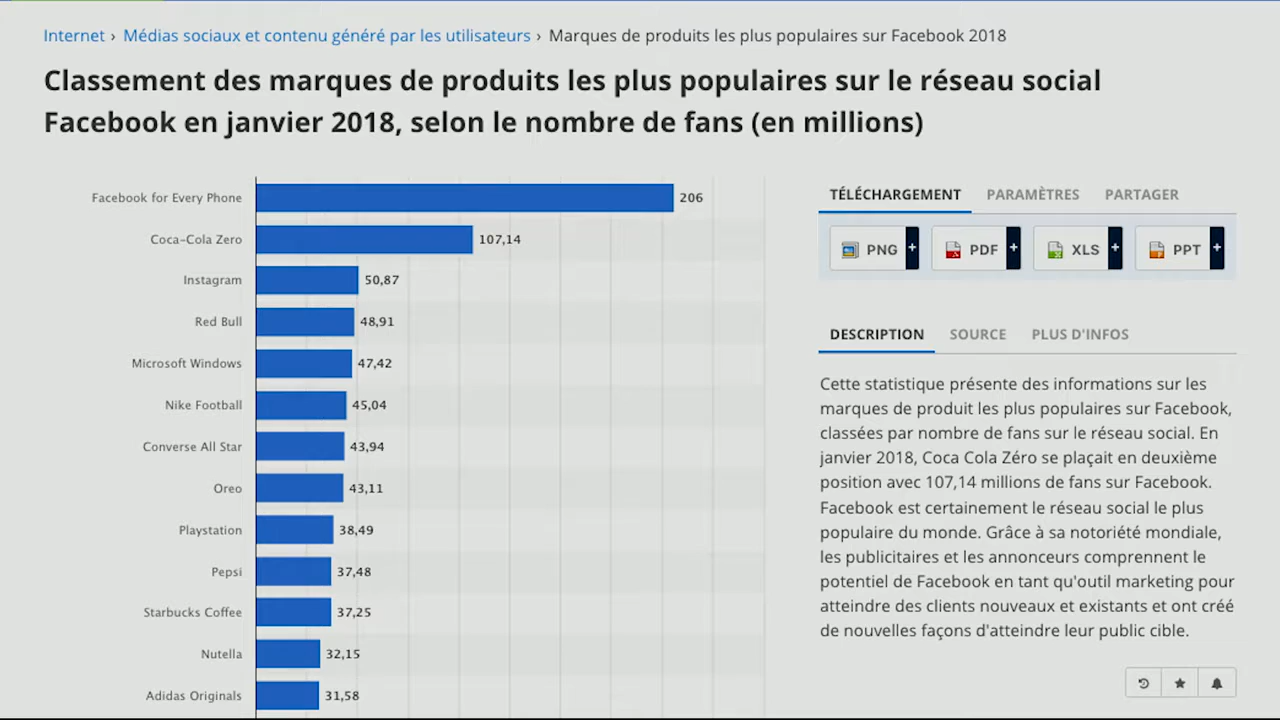 Internet › Médias sociaux et contenu généré par les utilisateurs › Marques de produits les plus populaires sur Facebook 2018
Classement des marques de produits les plus populaires sur le réseau social
Facebook en janvier 2018, selon le nombre de fans (en millions)
Facebook for Every Phone 206
Coca-Cola Zero 107,14
Instagram 50,87
Red Bull 48,91
Microsoft Windows 47,42
Nike Football 45,04
Converse All Star 43,94
Oreo 43,11
Playstation 38,49
Pepsi 37,48
Starbucks Coffee 37,25
Nutella 32,15
Adidas Originals 31,58
TÉLÉCHARGEMENT PARAMÈTRES PARTAGER
PNG + PDF + XLS + PPT +
DESCRIPTION SOURCE PLUS D'INFOS
Cette statistique présente des informations sur les
marques de produit les plus populaires sur Facebook,
classées par nombre de fans sur le réseau social. En
janvier 2018, Coca Cola Zéro se plaçait en deuxième
position avec 107,14 millions de fans sur Facebook.
Facebook est certainement le réseau social le plus
populaire du monde. Grâce à sa notoriété mondiale,
les publicitaires et les annonceurs comprennent le
potentiel de Facebook en tant qu'outil marketing pour
atteindre des clients nouveaux et existants et ont créé
de nouvelles façons d'atteindre leur public cible.